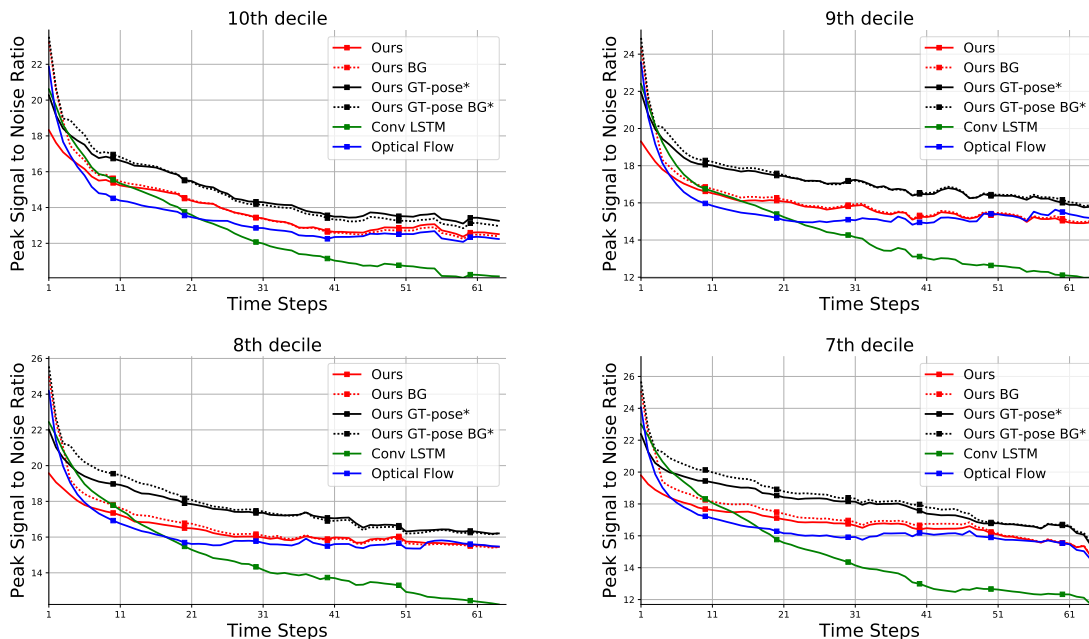 10th decile
Peak Signal to Noise Ratio
22
20
18
16
14
12
1 11 21 31 41 51 61
Time Steps
Ours
Ours BG
Ours GT-pose*
Ours GT-pose BG*
Conv LSTM
Optical Flow
9th decile
Peak Signal to Noise Ratio
24
22
20
18
16
14
12
1 11 21 31 41 51 61
Time Steps
Ours
Ours BG
Ours GT-pose*
Ours GT-pose BG*
Conv LSTM
Optical Flow
8th decile
Peak Signal to Noise Ratio
26
24
22
20
18
16
14
1 11 21 31 41 51 61
Time Steps
Ours
Ours BG
Ours GT-pose*
Ours GT-pose BG*
Conv LSTM
Optical Flow
7th decile
Peak Signal to Noise Ratio
26
24
22
20
18
16
14
12
1 11 21 31 41 51 61
Time Steps
Ours
Ours BG
Ours GT-pose*
Ours GT-pose BG*
Conv LSTM
Optical Flow